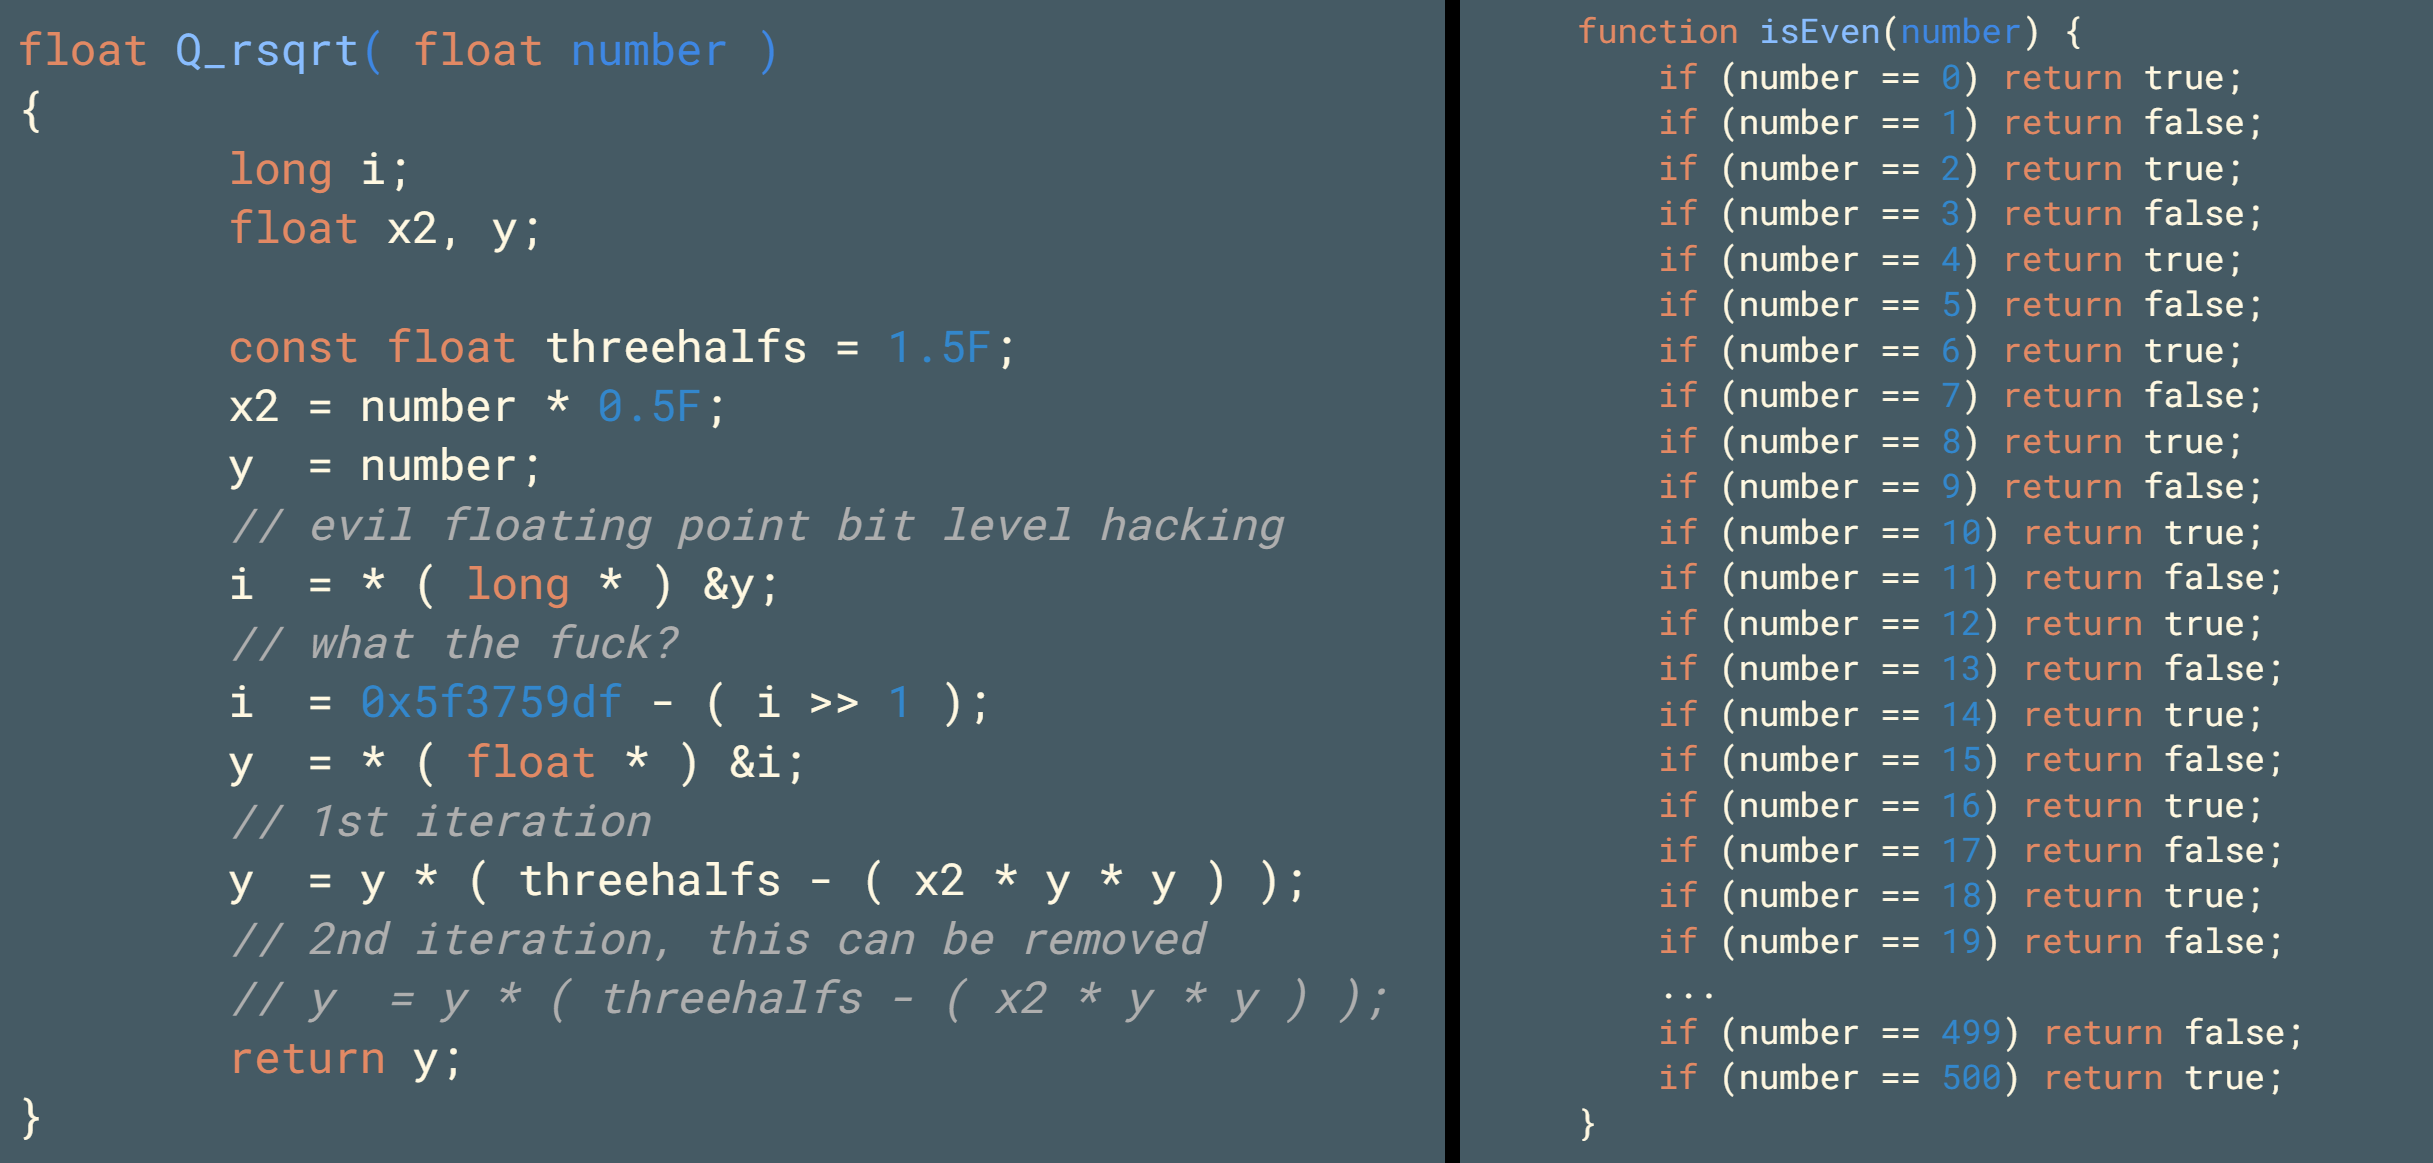 float Q_rsqrt( float number )
{
long i;
float x2, y;
const float threehalfs = 1.5F;
x2 = number * 0.5F;
y  = number;
// evil floating point bit level hacking
i  = * ( long * ) &y;
// what the fuck?
i  = 0x5f3759df - ( i >> 1 );
y  = * ( float * ) &i;
// 1st iteration
y  = y * ( threehalfs - ( x2 * y * y ) );
// 2nd iteration, this can be removed
// y  = y * ( threehalfs - ( x2 * y * y ) );
return y;
}
function isEven(number) {
if (number == 0) return true;
if (number == 1) return false;
if (number == 2) return true;
if (number == 3) return false;
if (number == 4) return true;
if (number == 5) return false;
if (number == 6) return true;
if (number == 7) return false;
if (number == 8) return true;
if (number == 9) return false;
if (number == 10) return true;
if (number == 11) return false;
if (number == 12) return true;
if (number == 13) return false;
if (number == 14) return true;
if (number == 15) return false;
if (number == 16) return true;
if (number == 17) return false;
if (number == 18) return true;
if (number == 19) return false;
...
if (number == 499) return false;
if (number == 500) return true;
}